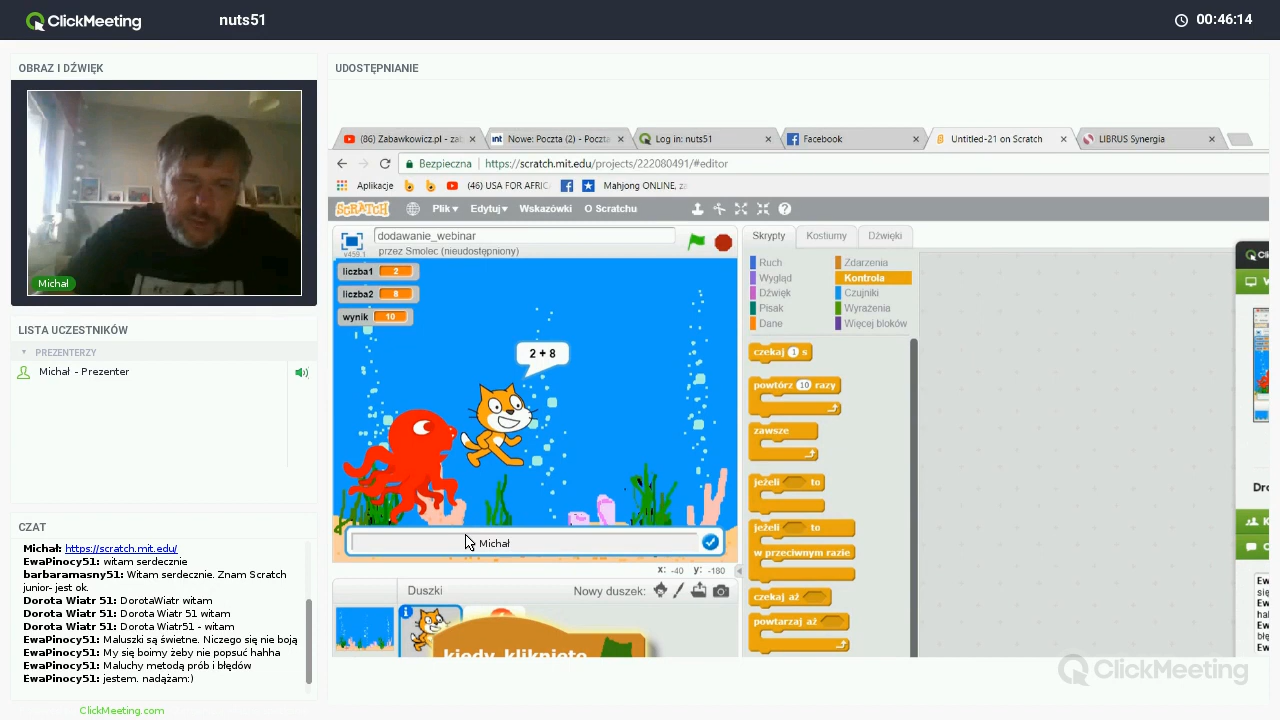 ClickMeeting
nuts51
00:46:14
OBRAZ I DŹWIĘK
Michał
LISTA UCZESTNIKÓW
PREZENTERZY
Michał - Prezenter
CZAT
Michał: https://scratch.mit.edu/
EwaPinocy51: witam serdecznie
barbaramasny51: Witam serdecznie. Znam Scratch
junior- jest ok.
Dorota Wiatr 51: DorotaWiatr witam
Dorota Wiatr 51: Dorota Wiatr 51 witam
Dorota Wiatr 51: Dorota Wiatr51 - witam
EwaPinocy51: Maluszki są świetne. Niczego się nie boją
EwaPinocy51: My się boimy żeby nie popsuć hahha
EwaPinocy51: Maluchy metodą prób i błędów
EwaPinocy51: jestem. nadążam:)
ClickMeeting.com
UDOSTĘPNIANIE
(86) Zabawkowicz.pl - za
int Nowe: Poczta (2) - Poczt
Log in: nuts51
Facebook
Untitled-21 on Scratch
LIBRUS Synergia
Bezpieczna
https://scratch.mit.edu/projects/222080491/#editor
Aplikacje
(46) USA FOR AFRIC
Mahjong ONLINE, za
SCRATCH
Plik
Edytuj
Wskazówki
O Scratchu
dodawanie_webinar
przez Smolec (nieudostępniony)
v459.1
liczba1 2
liczba2 8
wynik 10
2 + 8
Michał
x: -40 y: -180
Duszki
Nowy duszek:
kiedy kliknięto
Skrypty
Kostiumy
Dźwięki
Ruch
Zdarzenia
Wygląd
Kontrola
Dźwięk
Czujniki
Pisak
Wyrażenia
Dane
Więcej bloków
czekaj 1 s
powtórz 10 razy
zawsze
jeżeli to
jeżeli to
w przeciwnym razie
czekaj aż
powtarzaj aż
ClickMeeting